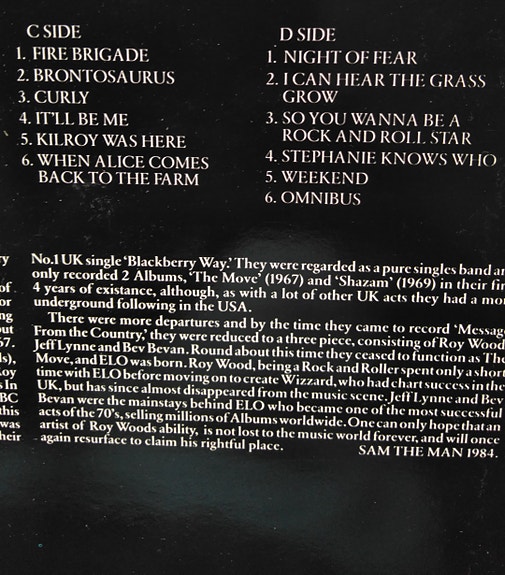 C SIDE
1. FIRE BRIGADE
2. BRONTOSAURUS
3. CURLY
4. IT'LL BE ME
5. KILROY WAS HERE
6. WHEN ALICE COMES
BACK TO THE FARM
D SIDE
1. NIGHT OF FEAR
2. I CAN HEAR THE GRASS
GROW
3. SO YOU WANNA BE A
ROCK AND ROLL STAR
4. STEPHANIE KNOWS WHO
5. WEEKEND
6. OMNIBUS
No.1 UK single 'Blackberry Way.' They were regarded as a pure singles band an
only recorded 2 Albums, 'The Move' (1967) and 'Shazam' (1969) in their fir
4 years of existance, although, as with a lot of other UK acts they had a mo
underground following in the USA.
There were more departures and by the time they came to record 'Message
From the Country,' they were reduced to a three piece, consisting of Roy Wood
Jeff Lynne and Bev Bevan. Round about this time they ceased to function as The
Move, and ELO was born. Roy Wood, being a Rock and Roller spent only a short
time with ELO before moving on to create Wizzard, who had chart success in the
UK, but has since almost disappeared from the music scene. Jeff Lynne and Bev
Bevan were the mainstays behind ELO who became one of the most successful
acts of the 70's, selling millions of Albums worldwide. One can only hope that an
artist of Roy Woods ability, is not lost to the music world forever, and will once
again resurface to claim his rightful place.
SAM THE MAN 1984.